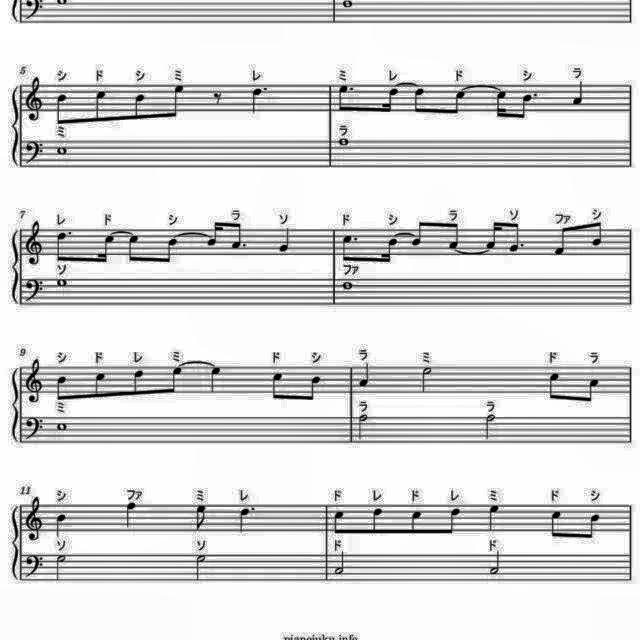 5 シ ド シ ミ レ ミ レ ド シ ラ
ミ ラ
7 レ ド シ ラ ソ ド シ ラ ソ ファ シ
ソ ファ
9 シ ド レ ミ ド シ ラ ミ ド ラ
ミ ラ ラ
11 シ ファ ミ レ ド レ ド レ ミ ド シ
ソ ソ ド ド
pianojuku.info